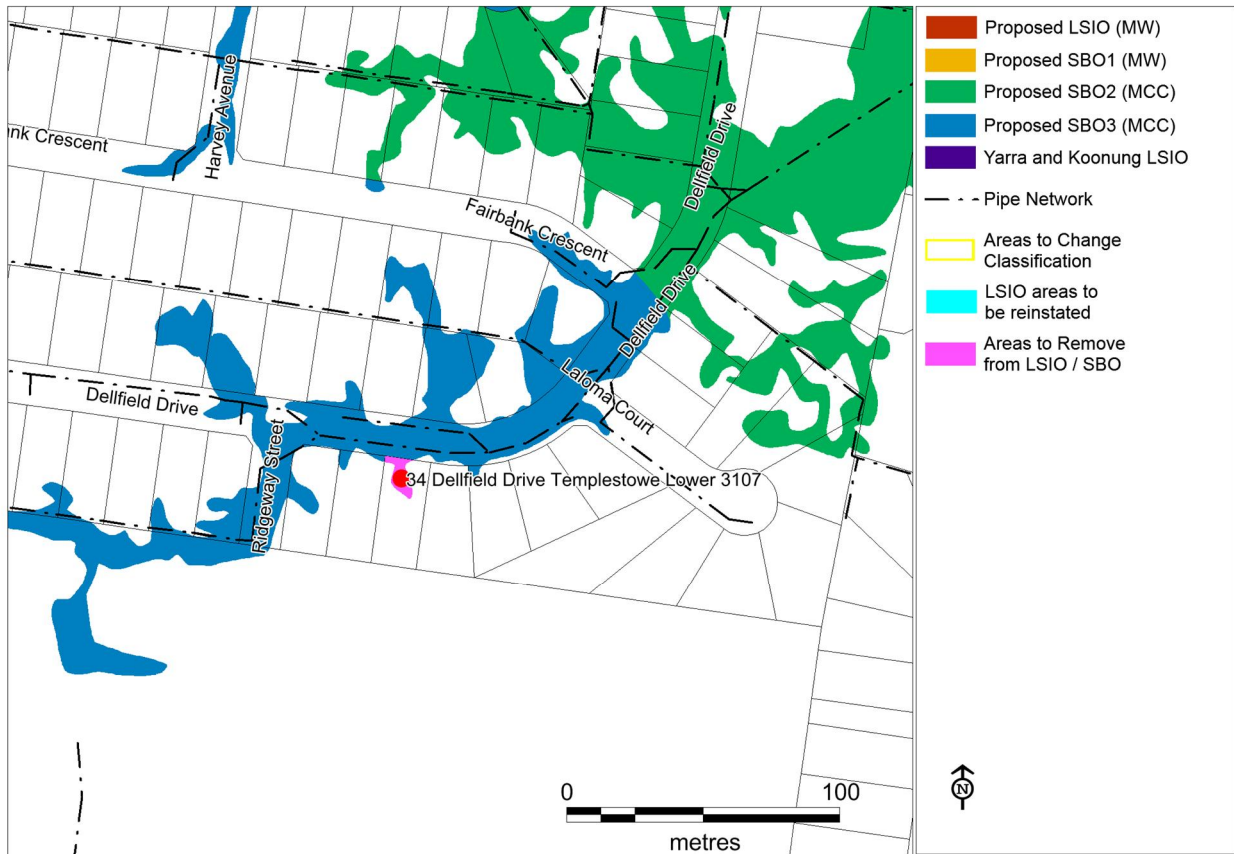 Harvey Avenue
nk Crescent
Dellfield Drive
Fairbank Crescent
Dellfield Drive
Laloma Court
Dellfield Drive
Ridgeway Street
34 Dellfield Drive Templestowe Lower 3107
0
100
metres
Proposed LSIO (MW)
Proposed SBO1 (MW)
Proposed SBO2 (MCC)
Proposed SBO3 (MCC)
Yarra and Koonung LSIO
Pipe Network
Areas to Change
Classification
LSIO areas to
be reinstated
Areas to Remove
from LSIO / SBO
N